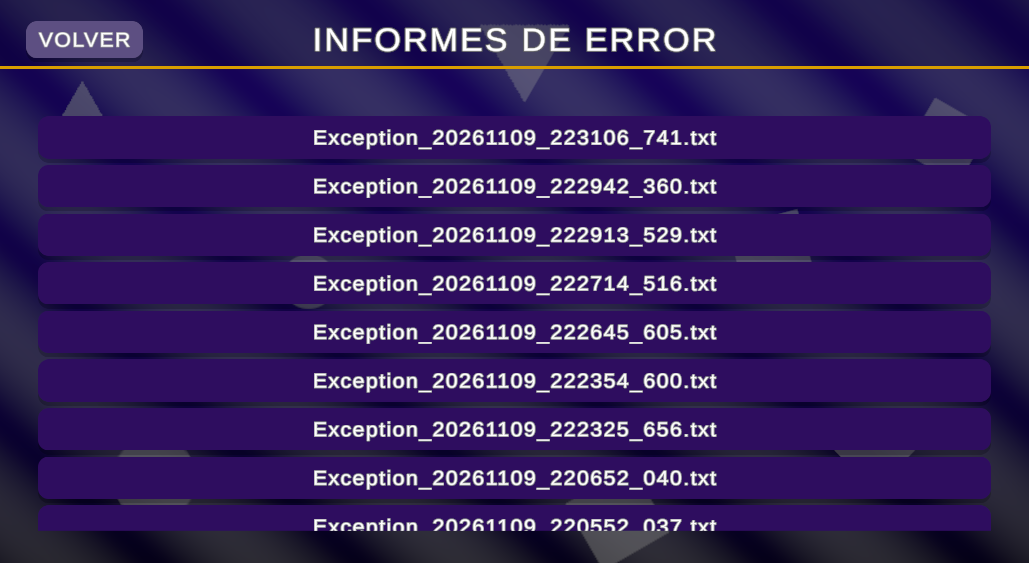 VOLVER
INFORMES DE ERROR
Exception_20261109_223106_741.txt
Exception_20261109_222942_360.txt
Exception_20261109_222913_529.txt
Exception_20261109_222714_516.txt
Exception_20261109_222645_605.txt
Exception_20261109_222354_600.txt
Exception_20261109_222325_656.txt
Exception_20261109_220652_040.txt
Exception_20261109_220552_037.txt